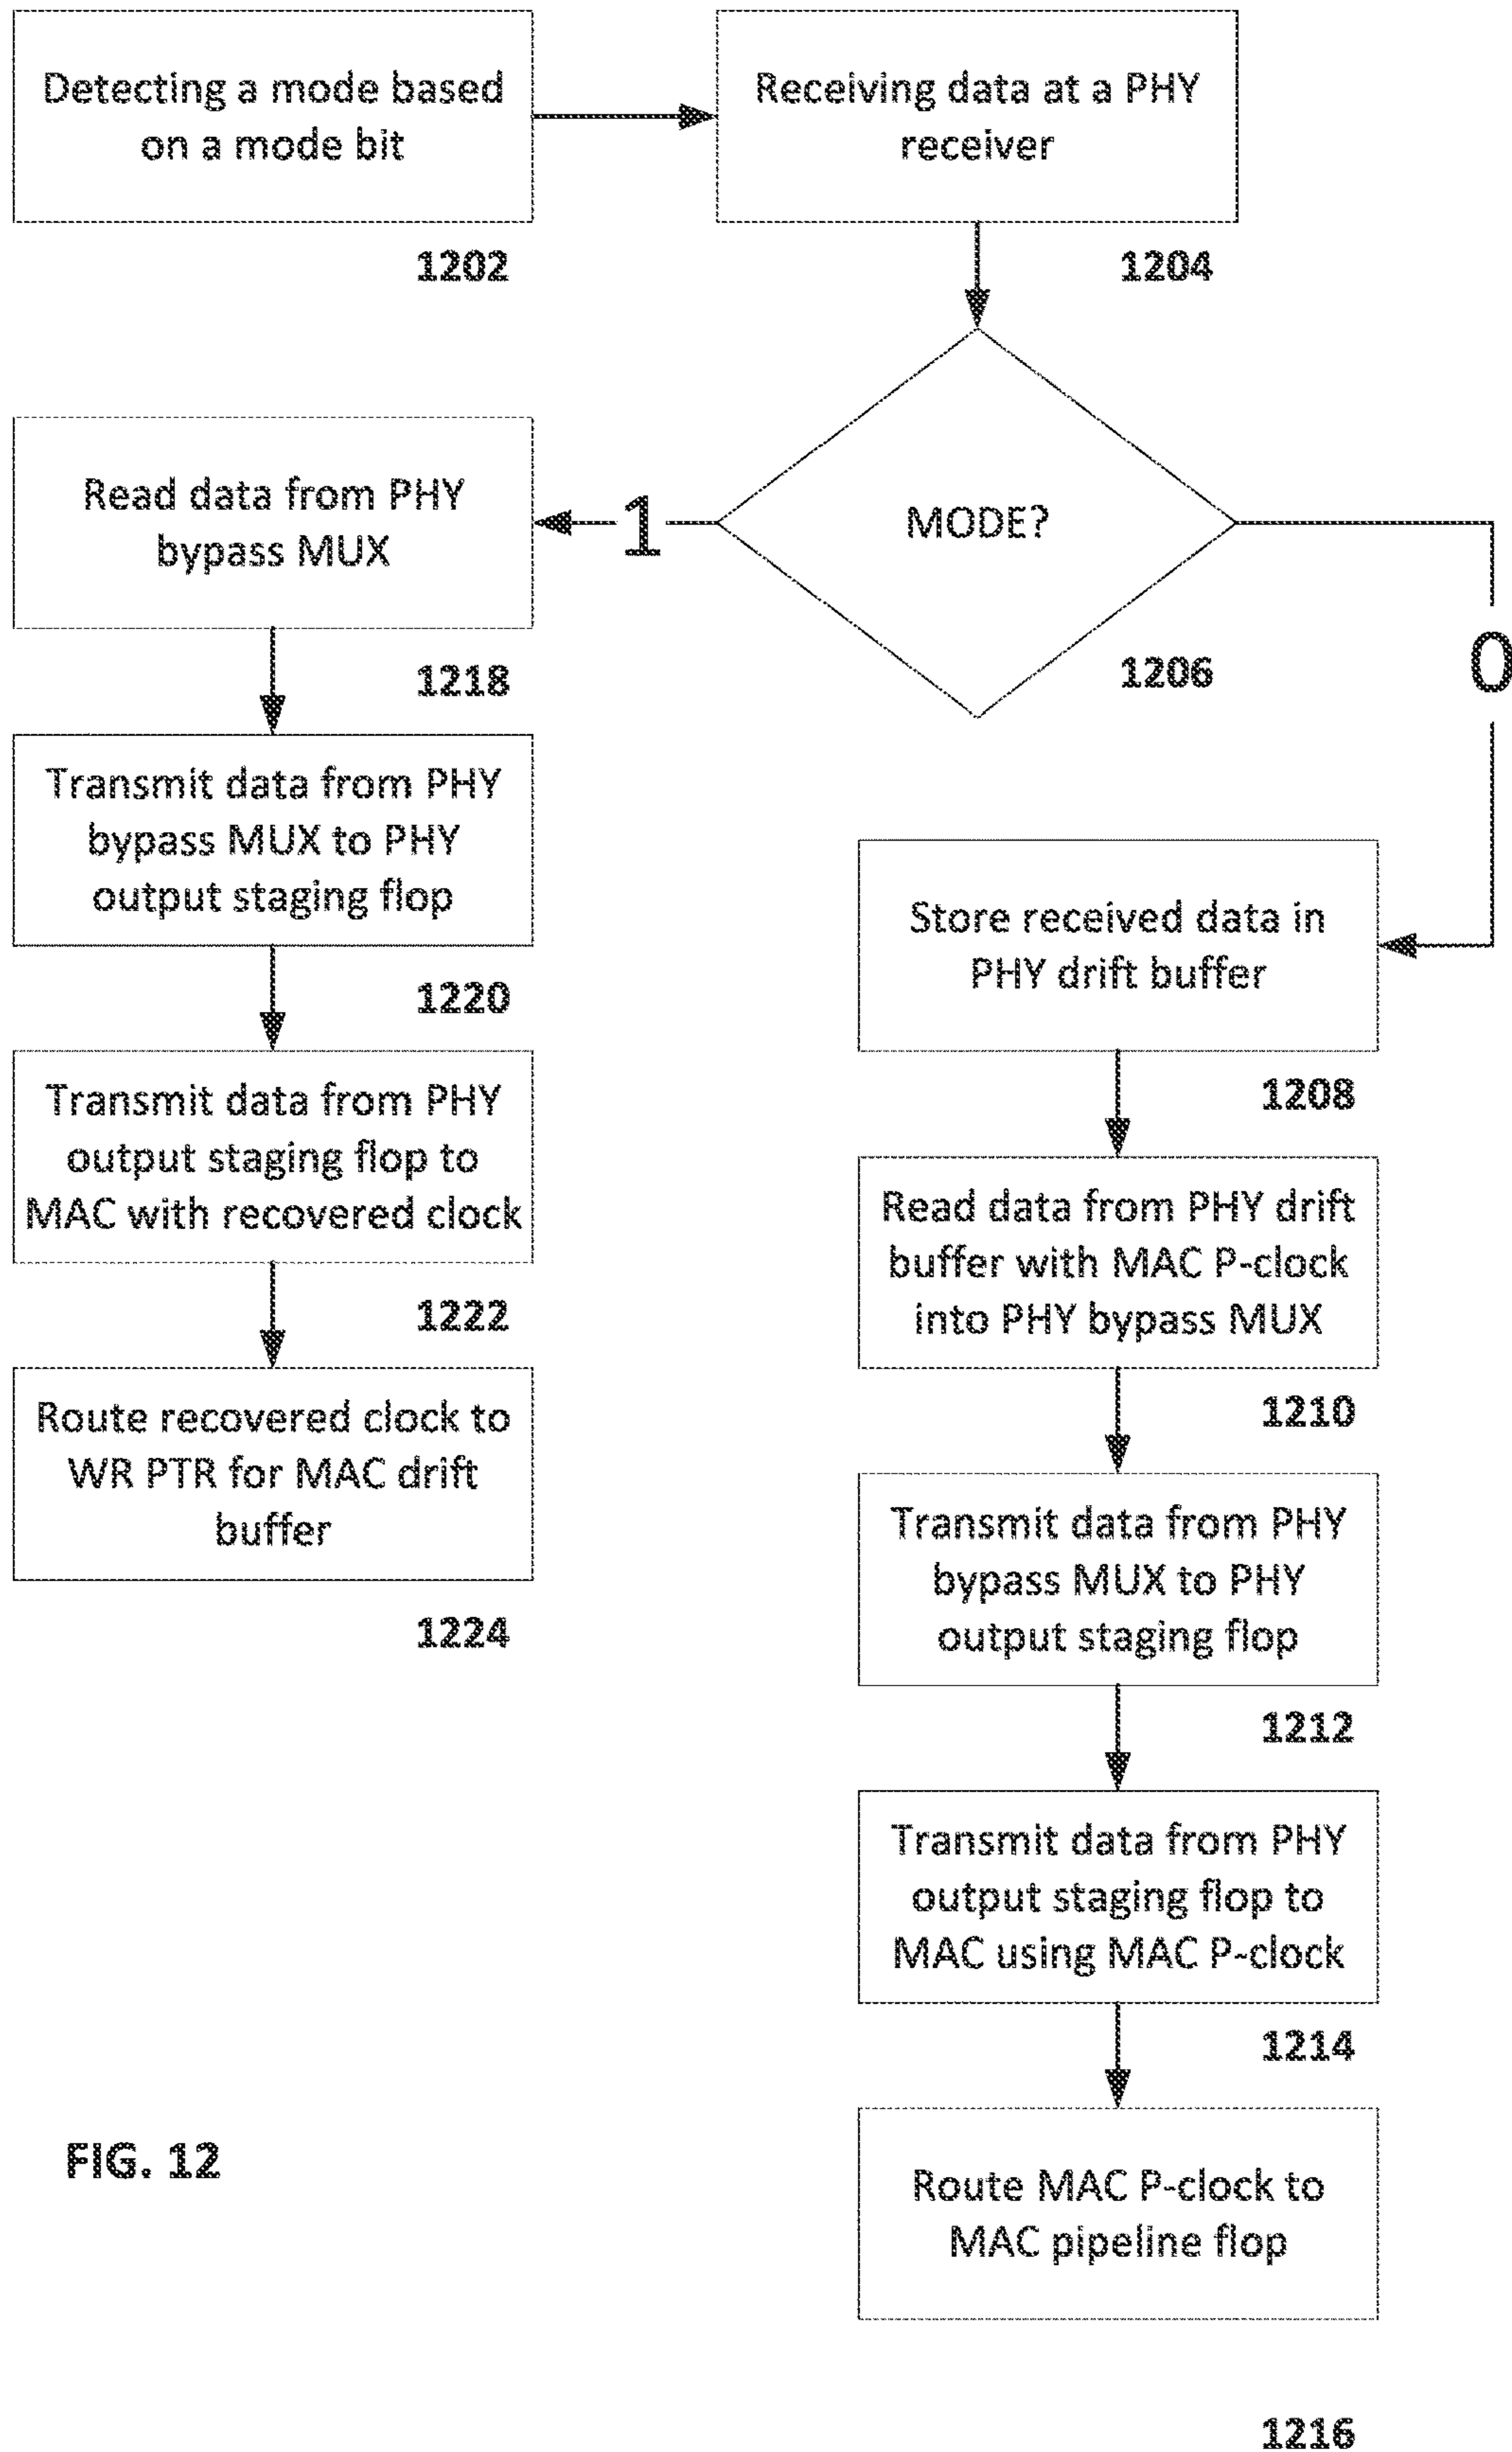 Detecting a mode based
on a mode bit
1202
Receiving data at a PHY
receiver
1204
MODE?
1206
1
0
Read data from PHY
bypass MUX
1218
Transmit data from PHY
bypass MUX to PHY
output staging flop
1220
Transmit data from PHY
output staging flop to
MAC with recovered clock
1222
Route recovered clock to
WR PTR for MAC drift
buffer
1224
Store received data in
PHY drift buffer
1208
Read data from PHY drift
buffer with MAC P-clock
into PHY bypass MUX
1210
Transmit data from PHY
bypass MUX to PHY
output staging flop
1212
Transmit data from PHY
output staging flop to
MAC using MAC P-clock
1214
Route MAC P-clock to
MAC pipeline flop
1216
FIG. 12